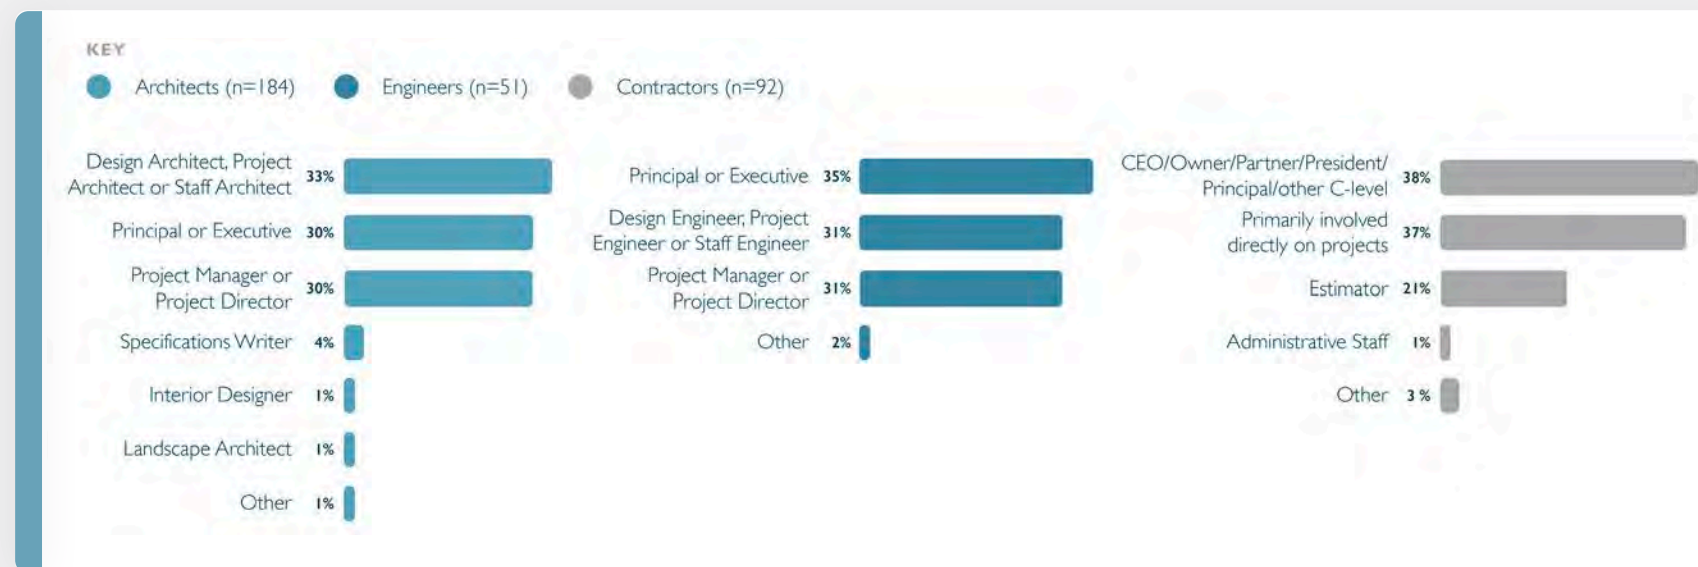 KEY
Architects (n=184)
Engineers (n=51)
Contractors (n=92)
Design Architect, Project
Architect or Staff Architect
33%
Principal or Executive 30%
Project Manager or
Project Director
30%
Specifications Writer 4%
Interior Designer 1%
Landscape Architect 1%
Other 1%
Principal or Executive 35%
Design Engineer, Project
Engineer or Staff Engineer
31%
Project Manager or
Project Director
31%
Other 2%
CEO/Owner/Partner/President/
Principal/other C-level
38%
Primarily involved
directly on projects
37%
Estimator 21%
Administrative Staff 1%
Other 3 %